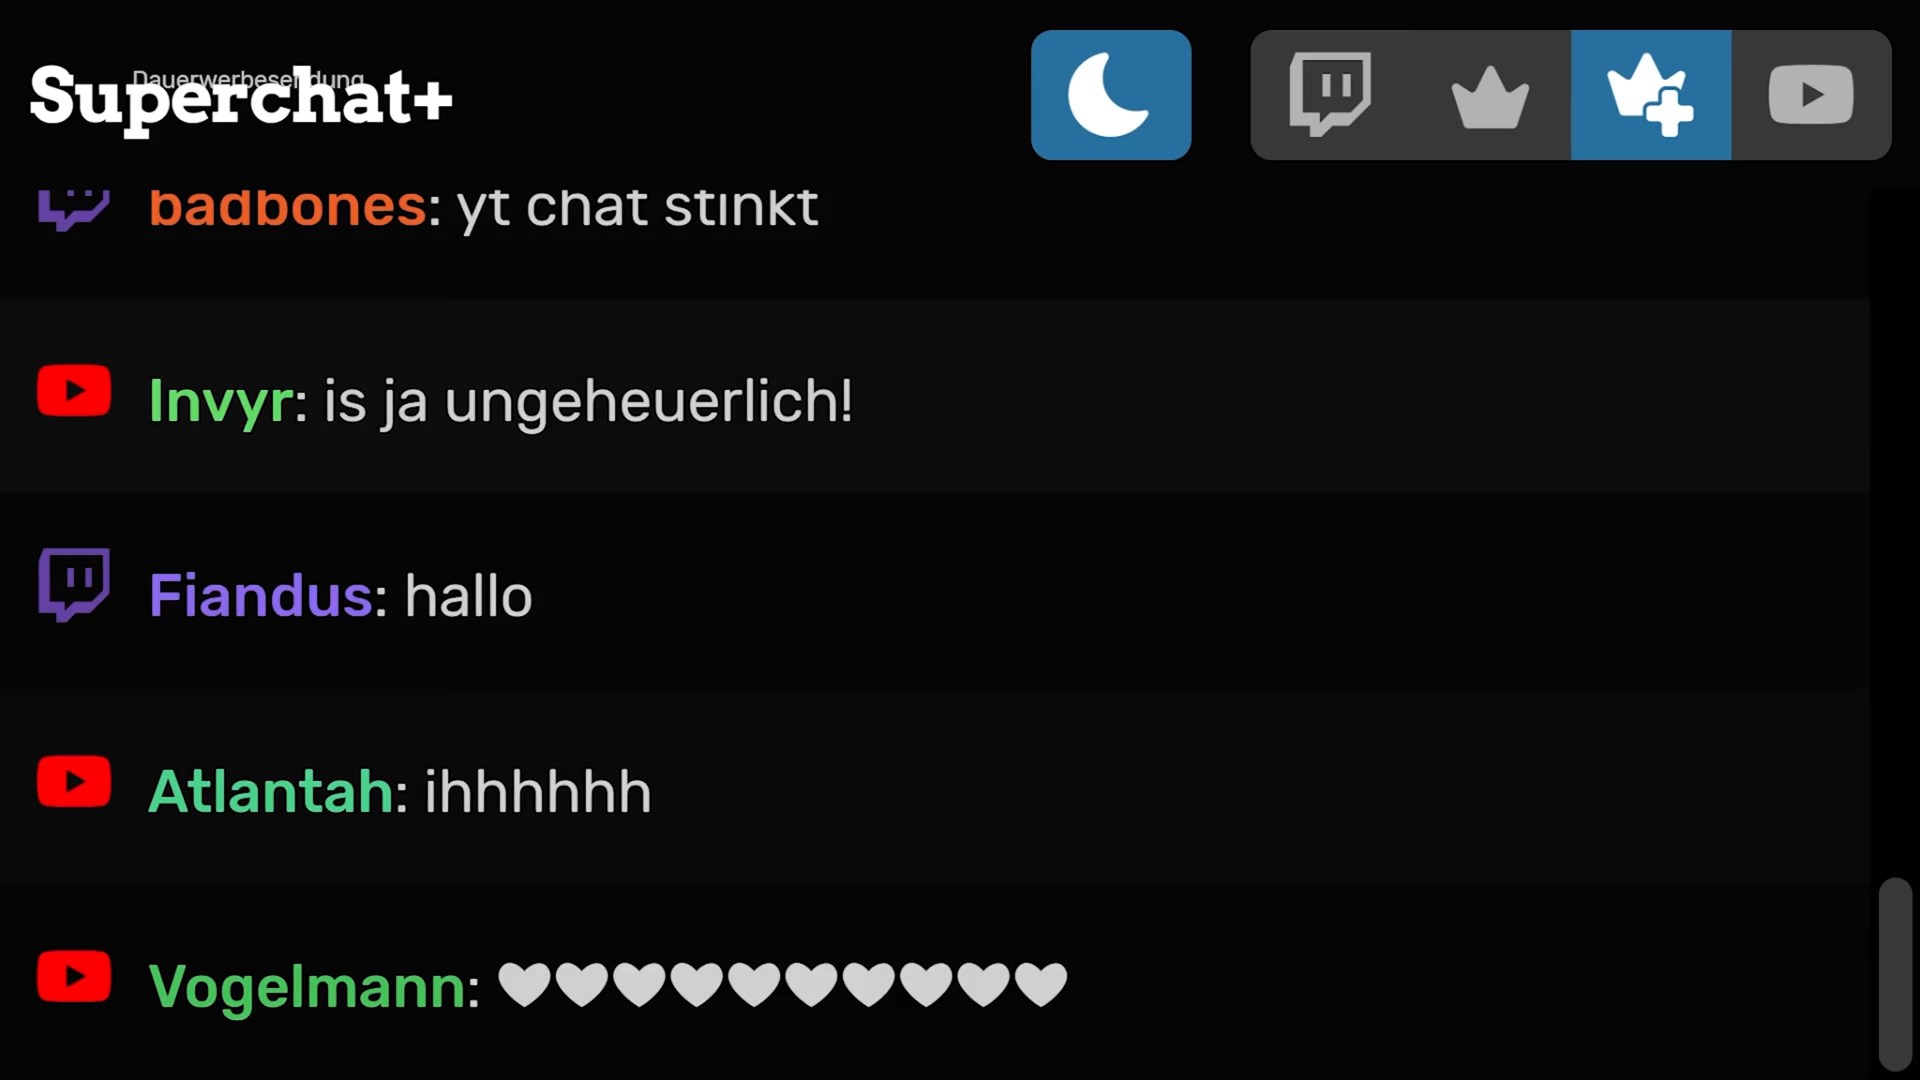 Dauerwerbesendung
Superchat+
badbones: yt chat stinkt
Invyr: is ja ungeheuerlich!
Fiandus: hallo
Atlantah: ihhhhhh
Vogelmann: ♥♥♥♥♥♥♥♥♥♥